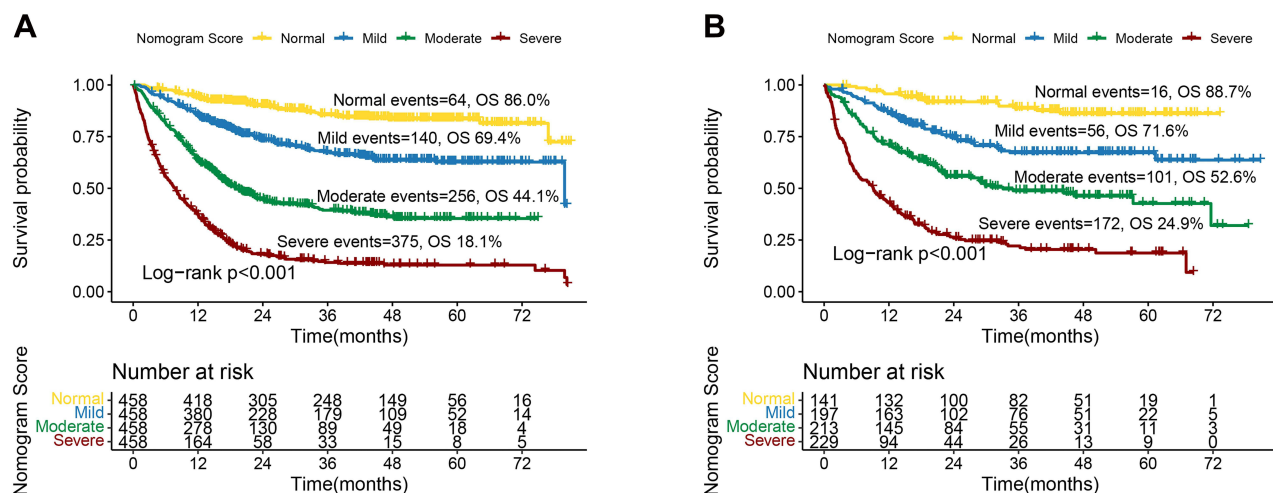 A
Nomogram Score Normal Mild Moderate Severe
Survival probability
1.00
0.75
0.50
0.25
0.00
Normal events=64, OS 86.0%
Mild events=140, OS 69.4%
Moderate events=256, OS 44.1%
Severe events=375, OS 18.1%
Log-rank p<0.001
0 12 24 36 48 60 72
Time(months)
Nomogram Score
Number at risk
Normal 458 418 305 248 149 56 16
Mild 458 380 228 179 109 52 14
Moderate 458 278 130 89 49 18 4
Severe 458 164 58 33 15 8 5
0 12 24 36 48 60 72
Time(months)
B
Nomogram Score Normal Mild Moderate Severe
Survival probability
1.00
0.75
0.50
0.25
0.00
Normal events=16, OS 88.7%
Mild events=56, OS 71.6%
Moderate events=101, OS 52.6%
Severe events=172, OS 24.9%
Log-rank p<0.001
0 12 24 36 48 60 72
Time(months)
Nomogram Score
Number at risk
Normal 141 132 100 82 51 19 1
Mild 197 163 102 76 51 22 5
Moderate 213 145 84 55 31 11 3
Severe 229 94 44 26 13 9 0
0 12 24 36 48 60 72
Time(months)